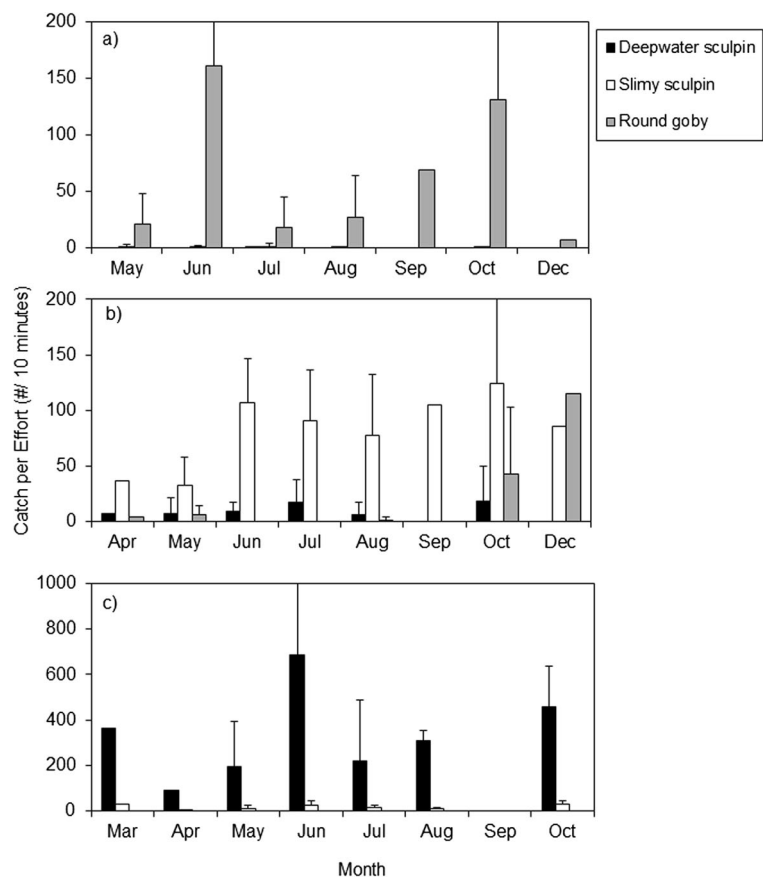 200
a)
150
100
50
0
May Jun Jul Aug Sep Oct Dec
Deepwater sculpin
Slimy sculpin
Round goby
Catch per Effort (#/ 10 minutes)
200
b)
150
100
50
0
Apr May Jun Jul Aug Sep Oct Dec
1000
c)
800
600
400
200
0
Mar Apr May Jun Jul Aug Sep Oct
Month